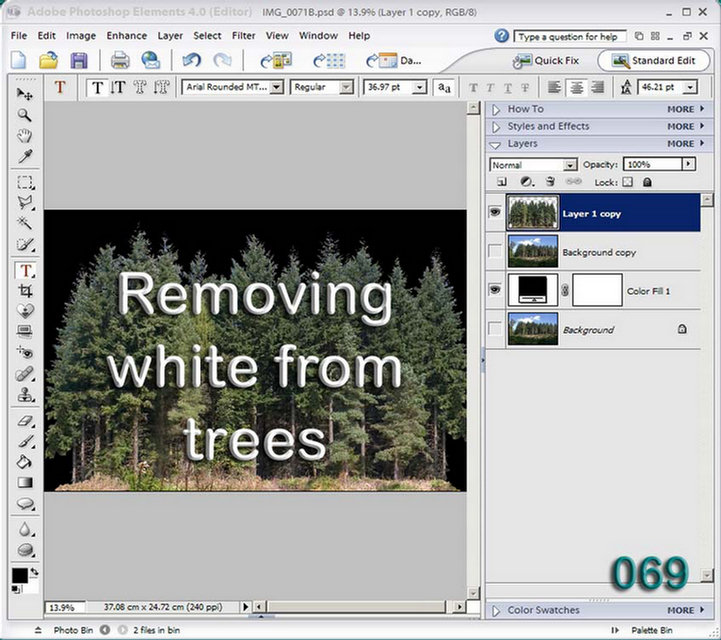 Adobe Photoshop Elements 4.0 (Editor) IMG_0071B.psd @ 13.9% (Layer 1 copy, RGB/8)
File Edit Image Enhance Layer Select Filter View Window Help Type a question for help
Da... Quick Fix Standard Edit
T T T T T Arial Rounded MT... Regular 36.97 pt aa T T T T 46.21 pt
How To MORE
Styles and Effects MORE
Layers MORE
Normal Opacity: 100%
Lock:
Layer 1 copy
Background copy
Color Fill 1
Background
Removing
white from
trees
069
13.9% 37.08 cm x 24.72 cm (240 ppi)
Color Swatches MORE
Photo Bin 2 files in bin Palette Bin